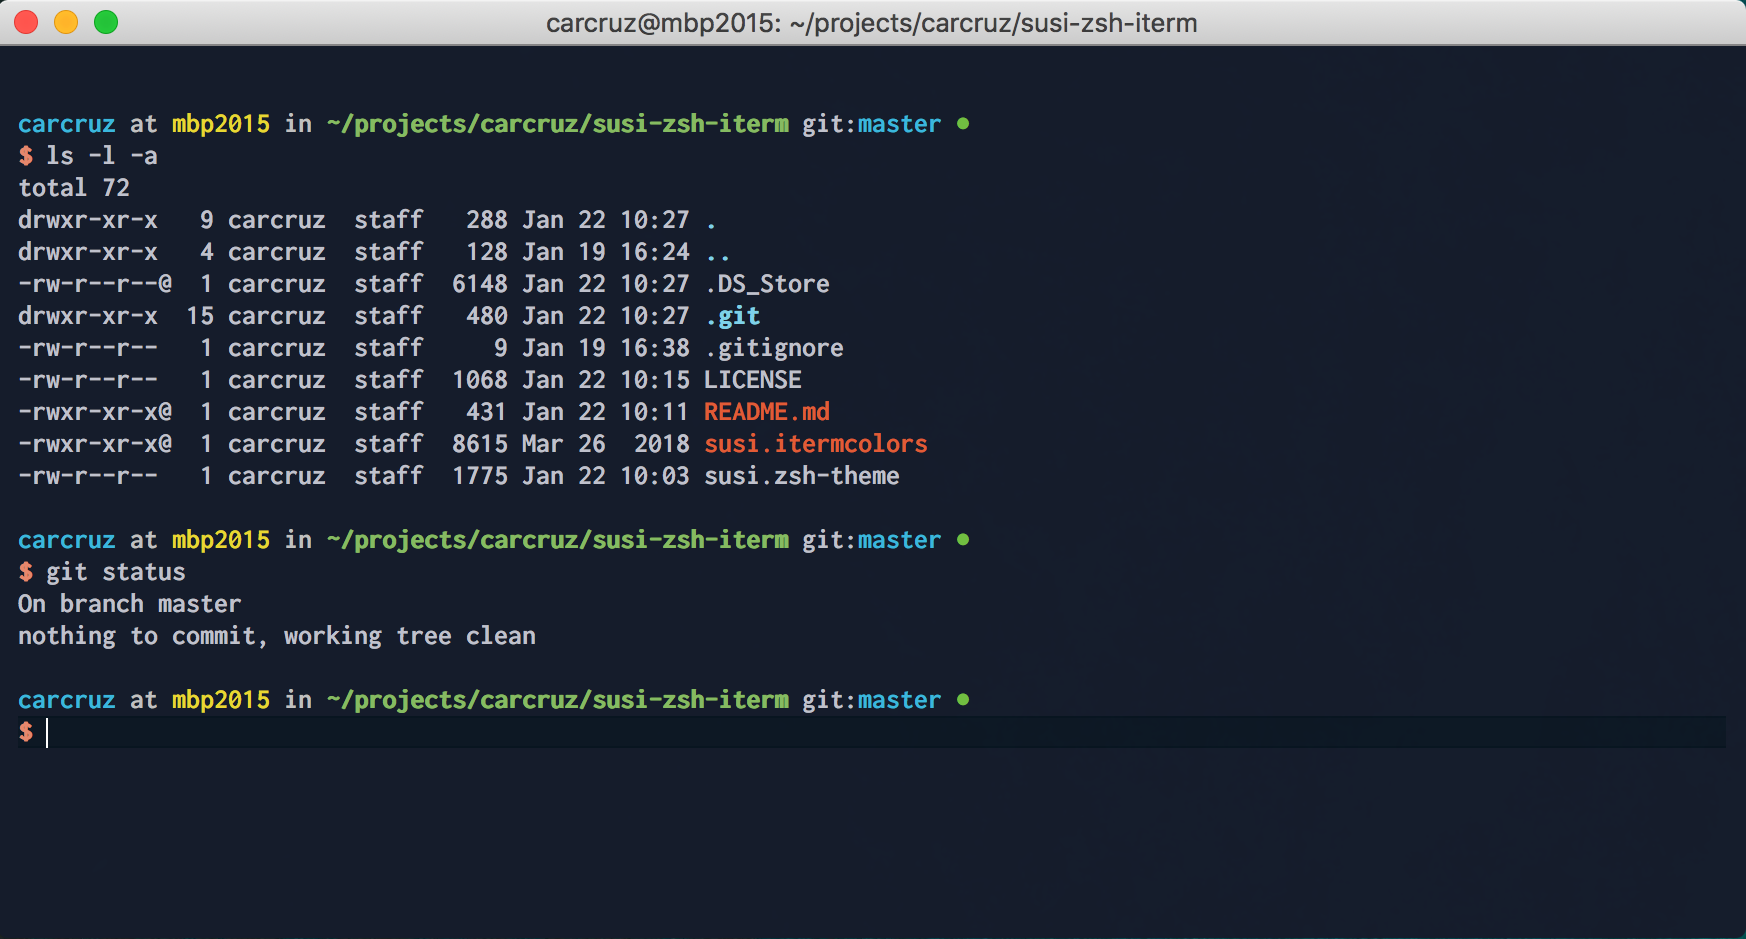 carcruz@mbp2015: ~/projects/carcruz/susi-zsh-iterm
carcruz at mbp2015 in ~/projects/carcruz/susi-zsh-iterm git:master ●
$ ls -l -a
total 72
drwxr-xr-x   9 carcruz  staff   288 Jan 22 10:27 .
drwxr-xr-x   4 carcruz  staff   128 Jan 19 16:24 ..
-rw-r--r--@  1 carcruz  staff  6148 Jan 22 10:27 .DS_Store
drwxr-xr-x  15 carcruz  staff   480 Jan 22 10:27 .git
-rw-r--r--   1 carcruz  staff     9 Jan 19 16:38 .gitignore
-rw-r--r--   1 carcruz  staff  1068 Jan 22 10:15 LICENSE
-rwxr-xr-x@  1 carcruz  staff   431 Jan 22 10:11 README.md
-rwxr-xr-x@  1 carcruz  staff  8615 Mar 26  2018 susi.itermcolors
-rw-r--r--   1 carcruz  staff  1775 Jan 22 10:03 susi.zsh-theme
carcruz at mbp2015 in ~/projects/carcruz/susi-zsh-iterm git:master ●
$ git status
On branch master
nothing to commit, working tree clean
carcruz at mbp2015 in ~/projects/carcruz/susi-zsh-iterm git:master ●
$